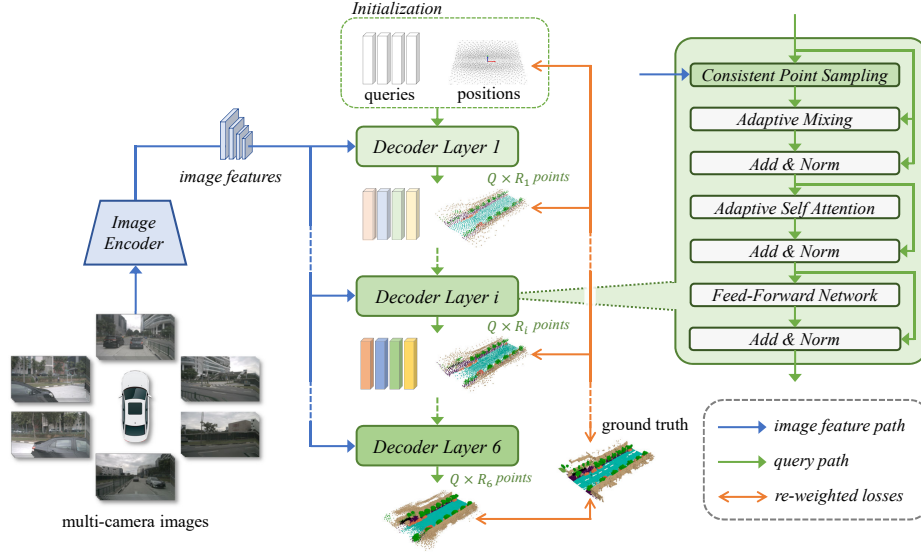 Initialization
queries
positions
image features
Image
Encoder
multi-camera images
Decoder Layer 1
Q × R₁ points
Decoder Layer i
Q × Rᵢ points
Decoder Layer 6
Q × R₆ points
ground truth
Consistent Point Sampling
Adaptive Mixing
Add & Norm
Adaptive Self Attention
Add & Norm
Feed-Forward Network
Add & Norm
image feature path
query path
re-weighted losses